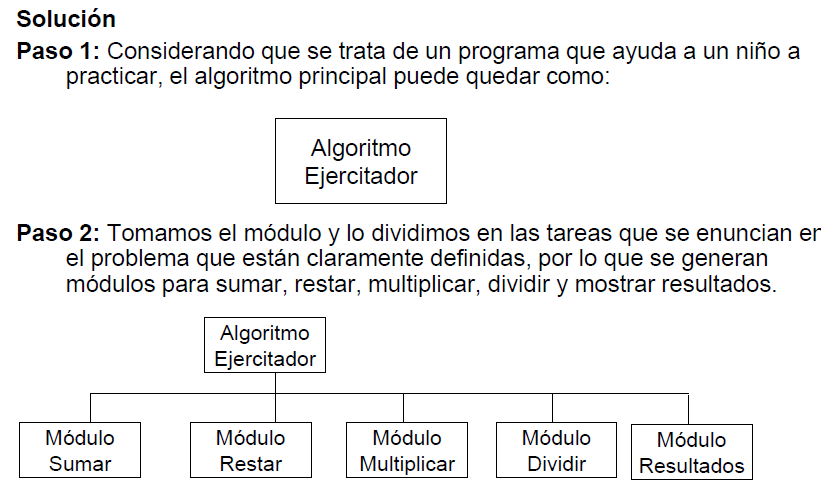 Solución
Paso 1: Considerando que se trata de un programa que ayuda a un niño a
practicar, el algoritmo principal puede quedar como:
Algoritmo
Ejercitador
Paso 2: Tomamos el módulo y lo dividimos en las tareas que se enuncian en
el problema que están claramente definidas, por lo que se generan
módulos para sumar, restar, multiplicar, dividir y mostrar resultados.
Algoritmo
Ejercitador
Módulo
Sumar
Módulo
Restar
Módulo
Multiplicar
Módulo
Dividir
Módulo
Resultados